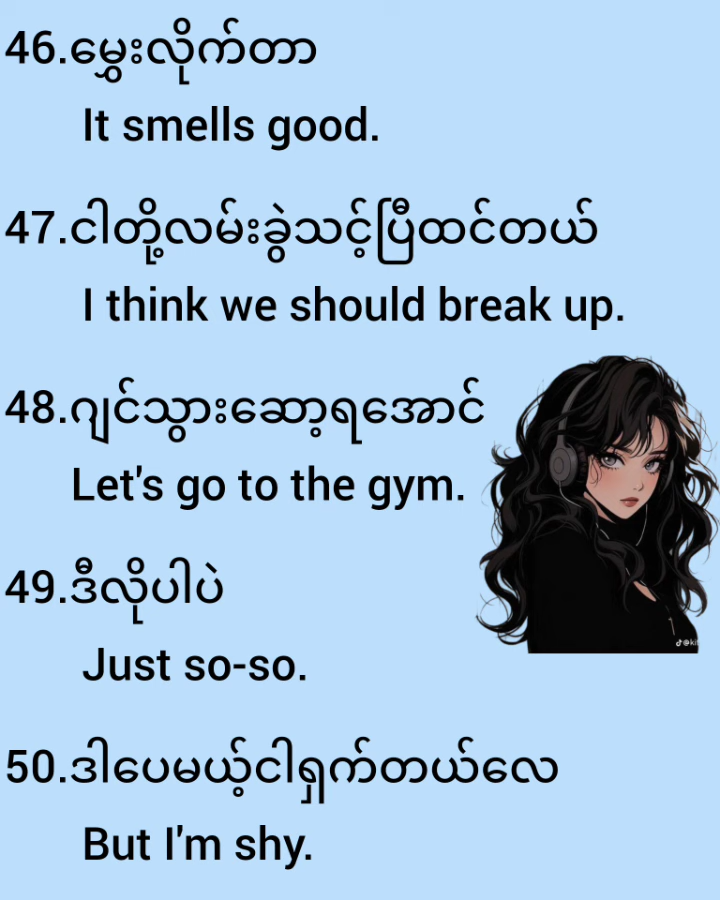 46.မွှေးလိုက်တာ
It smells good.
47.ငါတို့လမ်းခွဲသင့်ပြီထင်တယ်
I think we should break up.
48.ဂျင်သွားဆော့ရအောင်
Let's go to the gym.
49.ဒီလိုပါပဲ
Just so-so.
50.ဒါပေမယ့်ငါရှက်တယ်လေ
But I'm shy.